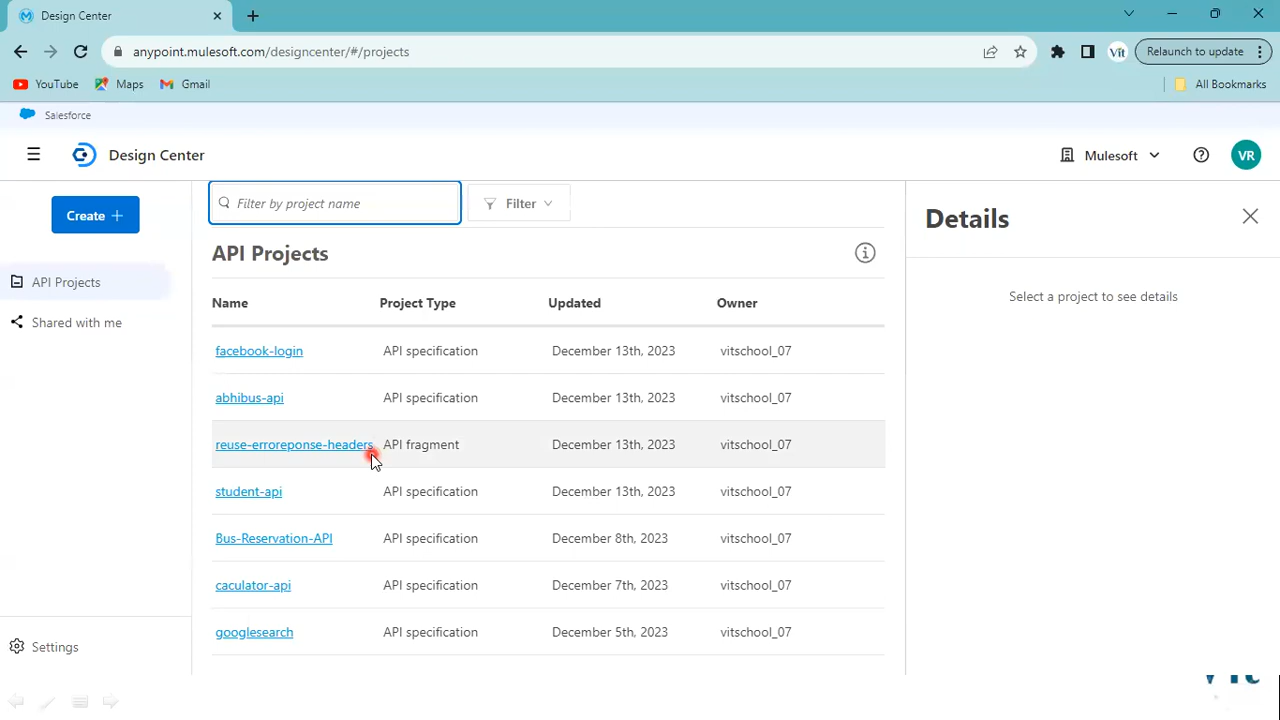 Design Center
anypoint.mulesoft.com/designcenter/#/projects
Vit
Relaunch to update
YouTube
Maps
Gmail
All Bookmarks
Salesforce
Design Center
Mulesoft
VR
Create
Filter by project name
Filter
Details
API Projects
API Projects
Select a project to see details
Shared with me
Name Project Type Updated Owner
facebook-login API specification December 13th, 2023 vitschool_07
abhibus-api API specification December 13th, 2023 vitschool_07
reuse-erroreponse-headers API fragment December 13th, 2023 vitschool_07
student-api API specification December 13th, 2023 vitschool_07
Bus-Reservation-API API specification December 8th, 2023 vitschool_07
caculator-api API specification December 7th, 2023 vitschool_07
googlesearch API specification December 5th, 2023 vitschool_07
Settings